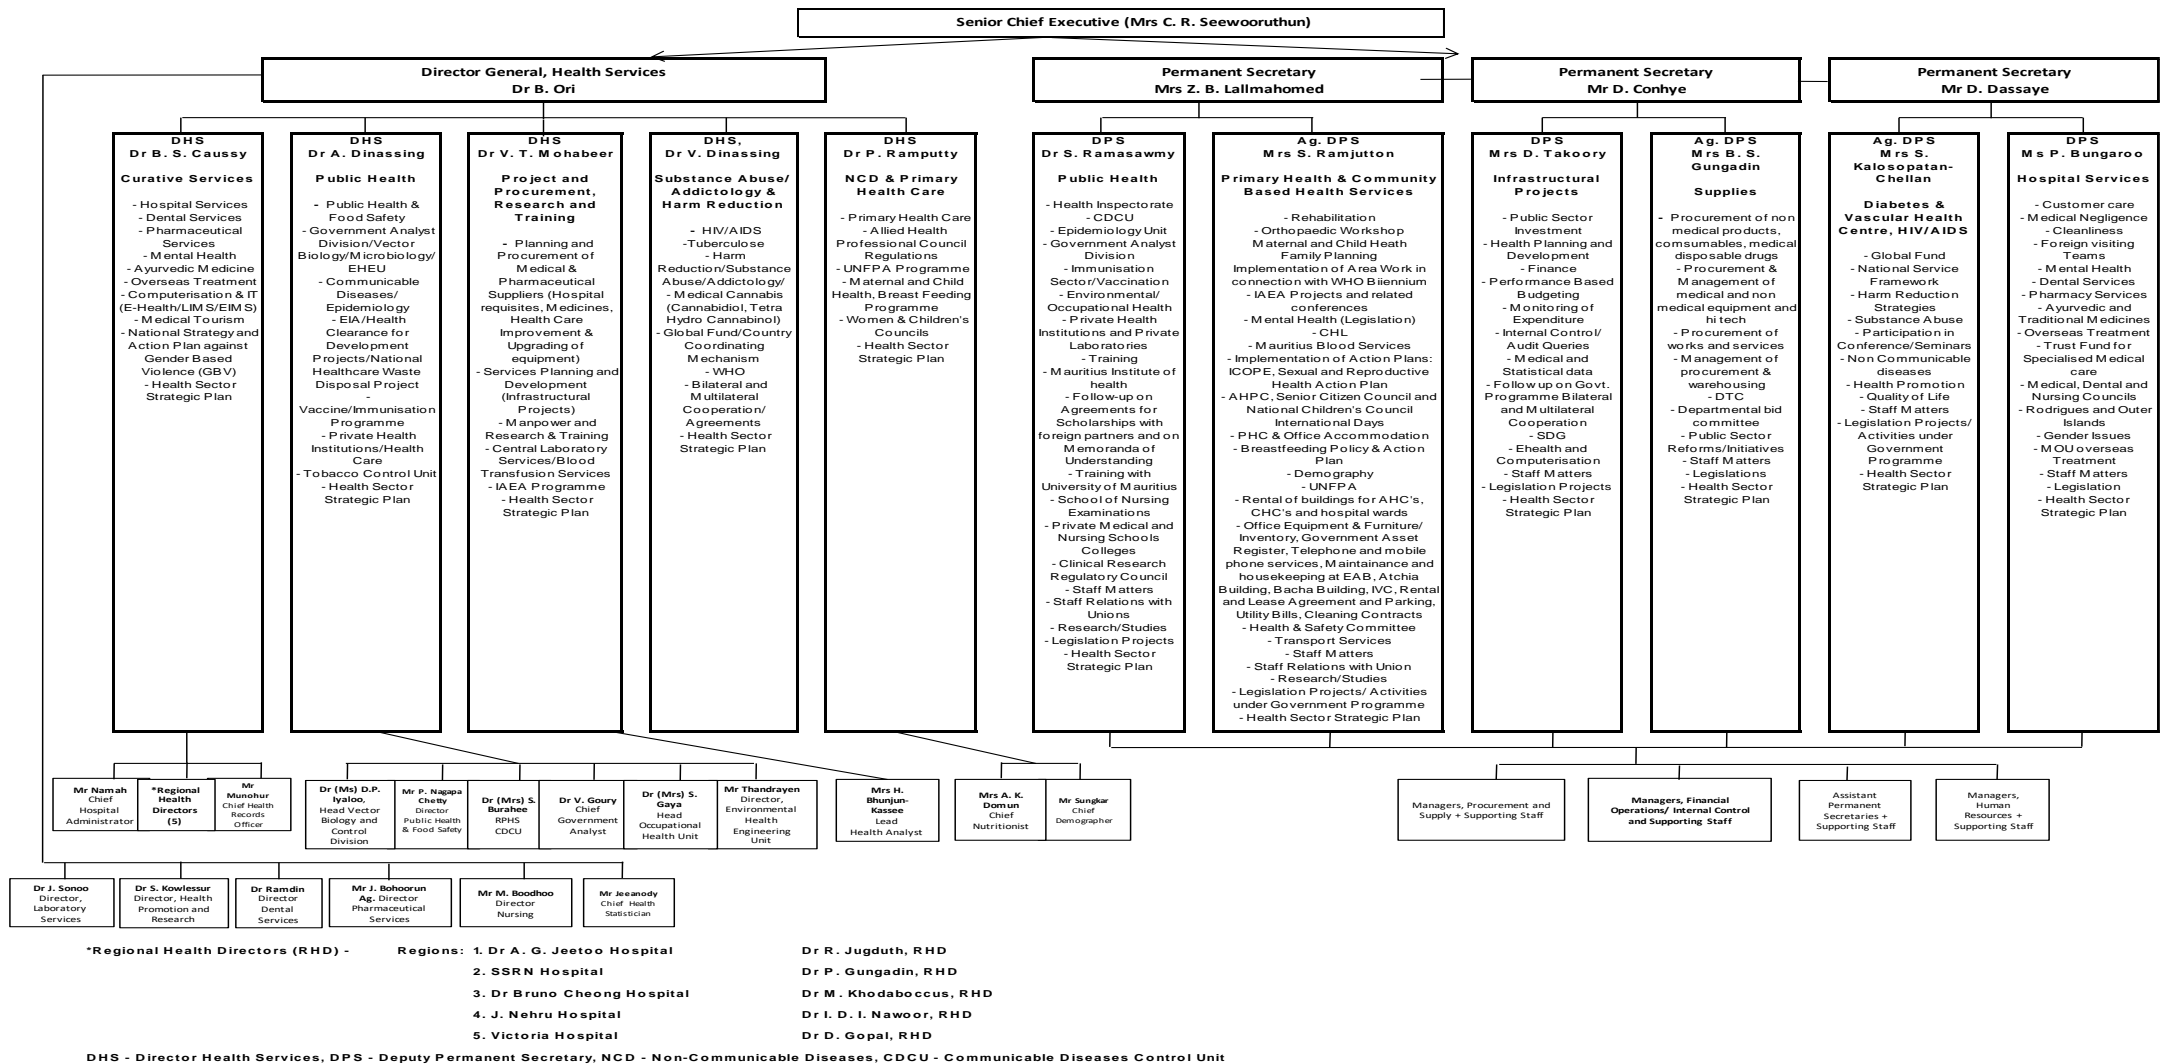 Senior Chief Executive (Mrs C. R. Seewooruthun)
Director General, Health Services
Dr B. Ori
Permanent Secretary
Mrs Z. B. Lallmahomed
Permanent Secretary
Mr D. Conhye
Permanent Secretary
Mr D. Dassaye
DHS
Dr B. S. Caussy
Curative Services
- Hospital Services
- Dental Services
- Pharmaceutical
Services
- Mental Health
- Ayurvedic Medicine
- Overseas Treatment
- Computerisation & IT
(E-Health/LIMS/EIMS)
- Medical Tourism
- National Strategy and
Action Plan against
Gender Based
Violence (GBV)
- Health Sector
Strategic Plan
DHS
Dr A. Dinassing
Public Health
- Public Health &
Food Safety
- Government Analyst
Division/Vector
Biology/Microbiology/
EHEU
- Communicable
Diseases/
Epidemiology
- EIA/Health
Clearance for
Development
Projects/National
Healthcare Waste
Disposal Project
-
Vaccine/Immunisation
Programme
- Private Health
Institutions/Health
Care
- Tobacco Control Unit
- Health Sector
Strategic Plan
DHS
Dr V. T. Mohabeer
Project and
Procurement,
Research and
Training
- Planning and
Procurement of
Medical &
Pharmaceutical
Suppliers (Hospital
requisites, Medicines,
Health Care
Improvement &
Upgrading of
equipment)
- Services Planning and
Development
(Infrastructural
Projects)
- Manpower and
Research & Training
- Central Laboratory
Services/Blood
Transfusion Services
- IAEA Programme
- Health Sector
Strategic Plan
DHS,
Dr V. Dinassing
Substance Abuse/
Addictology &
Harm Reduction
- HIV/AIDS
-Tuberculose
- Harm
Reduction/Substance
Abuse/Addictology/
- Medical Cannabis
(Cannabidiol, Tetra
Hydro Cannabinol)
- Global Fund/Country
Coordinating
Mechanism
- WHO
- Bilateral and
Multilateral
Cooperation/
Agreements
- Health Sector
Strategic Plan
DHS
Dr P. Ramputty
NCD & Primary
Health Care
- Primary Health Care
- Allied Health
Professional Council
Regulations
- UNFPA Programme
- Maternal and Child
Health, Breast Feeding
Programme
- Women & Children's
Councils
- Health Sector
Strategic Plan
DPS
Dr S. Ramasawmy
Public Health
- Health Inspectorate
- CDCU
- Epidemiology Unit
- Government Analyst
Division
- Immunisation
Sector/Vaccination
- Environmental/
Occupational Health
- Private Health
Institutions and Private
Laboratories
- Training
- Mauritius Institute of
health
- Follow-up on
Agreements for
Scholarships with
foreign partners and on
Memoranda of
Understanding
- Training with
University of Mauritius
- School of Nursing
Examinations
- Private Medical and
Nursing Schools
Colleges
- Clinical Research
Regulatory Council
- Staff Matters
- Staff Relations with
Unions
- Research/Studies
- Legislation Projects
- Health Sector
Strategic Plan
Ag. DPS
Mrs S. Ramjutton
Primary Health & Community
Based Health Services
- Rehabilitation
- Orthopaedic Workshop
Maternal and Child Heath
Family Planning
Implementation of Area Work in
connection with WHO Biiennium
- IAEA Projects and related
conferences
- Mental Health (Legislation)
- CHL
- Mauritius Blood Services
- Implementation of Action Plans:
ICOPE, Sexual and Reproductive
Health Action Plan
- AHPC, Senior Citizen Council and
National Children's Council
International Days
- PHC & Office Accommodation
- Breastfeeding Policy & Action
Plan
- Demography
- UNFPA
- Rental of buildings for AHC's,
CHC's and hospital wards
- Office Equipment & Furniture/
Inventory, Government Asset
Register, Telephone and mobile
phone services, Maintainance and
housekeeping at EAB, Atchia
Building, Bacha Building, IVC, Rental
and Lease Agreement and Parking,
Utility Bills, Cleaning Contracts
- Health & Safety Committee
- Transport Services
- Staff Matters
- Staff Relations with Union
- Research/Studies
- Legislation Projects/ Activities
under Government Programme
- Health Sector Strategic Plan
DPS
Mrs D. Takoory
Infrastructural
Projects
- Public Sector
Investment
- Health Planning and
Development
- Finance
- Performance Based
Budgeting
- Monitoring of
Expenditure
- Internal Control/
Audit Queries
- Medical and
Statistical data
- Follow up on Govt.
Programme Bilateral
and Multilateral
Cooperation
- SDG
- Ehealth and
Computerisation
- Staff Matters
- Legislation Projects
- Health Sector
Strategic Plan
Ag. DPS
Mrs B. S.
Gungadin
Supplies
- Procurement of non
medical products,
comsumables, medical
disposable drugs
- Procurement &
Management of
medical and non
medical equipment and
hi tech
- Procurement of
works and services
- Management of
procurement &
warehousing
- DTC
- Departmental bid
committee
- Public Sector
Reforms/Initiatives
- Staff Matters
- Legislations
- Health Sector
Strategic Plan
Ag. DPS
Mrs S.
Kalosopatan-
Chellan
Diabetes &
Vascular Health
Centre, HIV/AIDS
- Global Fund
- National Service
Framework
- Harm Reduction
Strategies
- Substance Abuse
- Participation in
Conference/Seminars
- Non Communicable
diseases
- Health Promotion
- Quality of Life
- Staff Matters
- Legislation Projects/
Activities under
Government
Programme
- Health Sector
Strategic Plan
DPS
Ms P. Bungaroo
Hospital Services
- Customer care
- Medical Negligence
- Cleanliness
- Foreign visiting
Teams
- Mental Health
- Dental Services
- Pharmacy Services
- Ayurvedic and
Traditional Medicines
- Overseas Treatment
- Trust Fund for
Specialised Medical
care
- Medical, Dental and
Nursing Councils
- Rodrigues and Outer
Islands
- Gender Issues
- MOU overseas
Treatment
- Staff Matters
- Legislation
- Health Sector
Strategic Plan
Mr Namah
Chief
Hospital
Administrator
*Regional
Health
Directors
(5)
Mr
Munohur
Chief Health
Records
Officer
Dr (Ms) D.P.
Iyaloo,
Head Vector
Biology and
Control
Division
Mr P. Nagapa
Chetty
Director
Public Health
& Food Safety
Dr (Mrs) S.
Burahee
RPHS
CDCU
Dr V. Goury
Chief
Government
Analyst
Dr (Mrs) S.
Gaya
Head
Occupational
Health Unit
Mr Thandrayen
Director,
Environmental
Health
Engineering
Unit
Mrs H.
Bhunjun-
Kassee
Lead
Health Analyst
Mrs A. K.
Domun
Chief
Nutritionist
Mr Sungkar
Chief
Demographer
Managers, Procurement and
Supply + Supporting Staff
Managers, Financial
Operations/ Internal Control
and Supporting Staff
Assistant
Permanent
Secretaries +
Supporting Staff
Managers,
Human
Resources +
Supporting Staff
Dr J. Sonoo
Director,
Laboratory
Services
Dr S. Kowlessur
Director, Health
Promotion and
Research
Dr Ramdin
Director
Dental
Services
Mr J. Bohoorun
Ag. Director
Pharmaceutical
Services
Mr M. Boodhoo
Director
Nursing
Mr Jeeanody
Chief Health
Statistician
*Regional Health Directors (RHD) - Regions: 1. Dr A. G. Jeetoo Hospital Dr R. Jugduth, RHD
2. SSRN Hospital Dr P. Gungadin, RHD
3. Dr Bruno Cheong Hospital Dr M. Khodaboccus, RHD
4. J. Nehru Hospital Dr I. D. I. Nawoor, RHD
5. Victoria Hospital Dr D. Gopal, RHD
DHS - Director Health Services, DPS - Deputy Permanent Secretary, NCD - Non-Communicable Diseases, CDCU - Communicable Diseases Control Unit